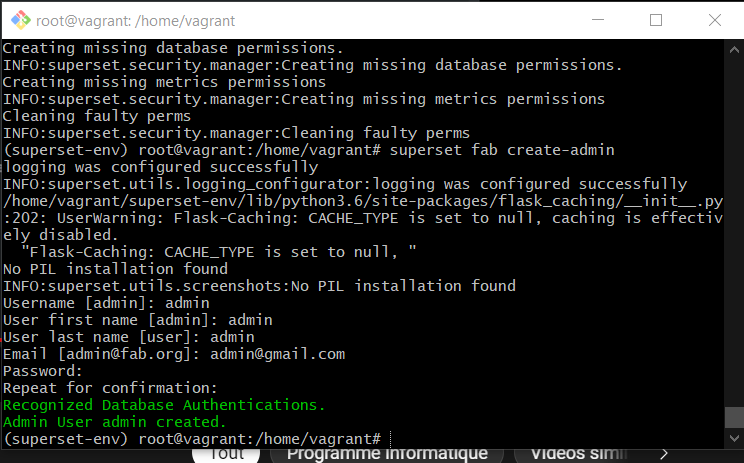 root@vagrant: /home/vagrant
Creating missing database permissions.
INFO:superset.security.manager:Creating missing database permissions.
Creating missing metrics permissions
INFO:superset.security.manager:Creating missing metrics permissions
Cleaning faulty perms
INFO:superset.security.manager:Cleaning faulty perms
(superset-env) root@vagrant:/home/vagrant# superset fab create-admin
logging was configured successfully
INFO:superset.utils.logging_configurator:logging was configured successfully
/home/vagrant/superset-env/lib/python3.6/site-packages/flask_caching/__init__.py
:202: UserWarning: Flask-Caching: CACHE_TYPE is set to null, caching is effectiv
ely disabled.
  "Flask-Caching: CACHE_TYPE is set to null, "
No PIL installation found
INFO:superset.utils.screenshots:No PIL installation found
Username [admin]: admin
User first name [admin]: admin
User last name [user]: admin
Email [admin@fab.org]: admin@gmail.com
Password:
Repeat for confirmation:
Recognized Database Authentications.
Admin User admin created.
(superset-env) root@vagrant:/home/vagrant#
Tout Programme informatique Vidéos simil